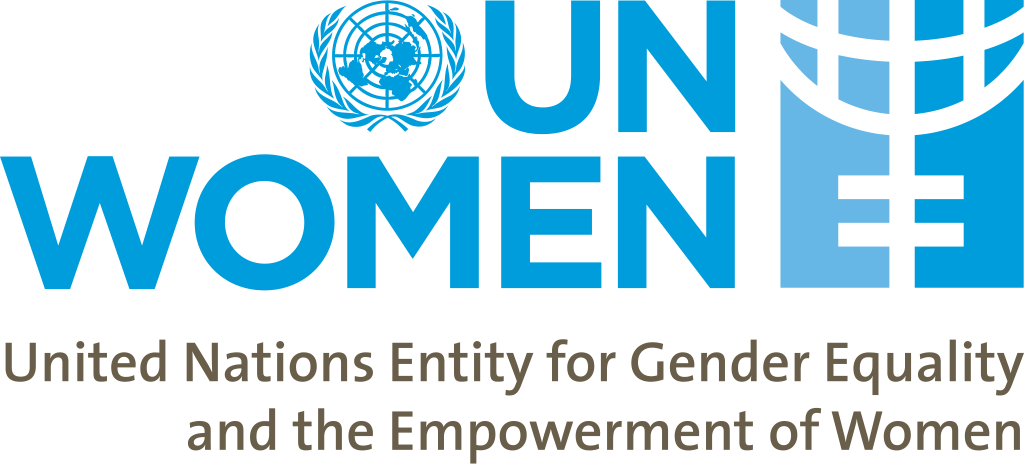 UN
WOMEN
United Nations Entity for Gender Equality
and the Empowerment of Women